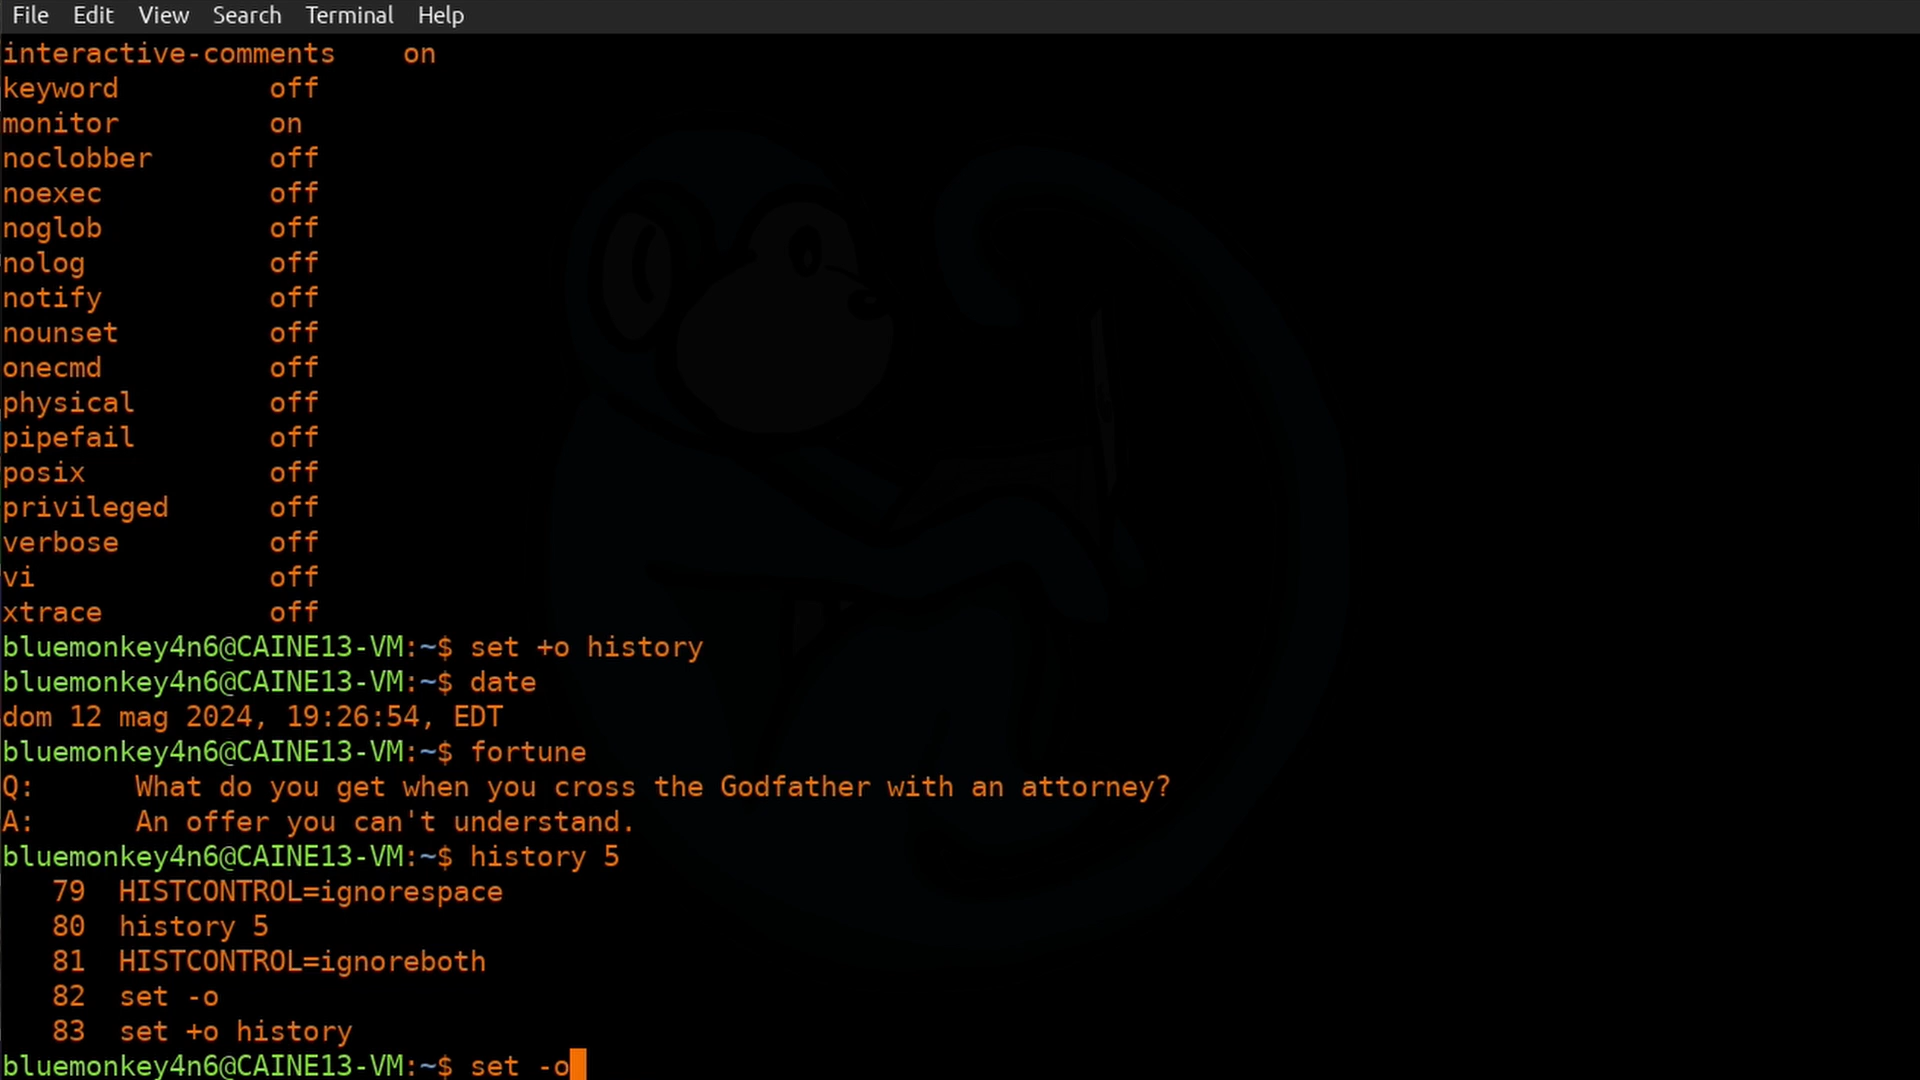 File Edit View Search Terminal Help
interactive-comments on
keyword off
monitor on
noclobber off
noexec off
noglob off
nolog off
notify off
nounset off
onecmd off
physical off
pipefail off
posix off
privileged off
verbose off
vi off
xtrace off
bluemonkey4n6@CAINE13-VM:~$ set +o history
bluemonkey4n6@CAINE13-VM:~$ date
dom 12 mag 2024, 19:26:54, EDT
bluemonkey4n6@CAINE13-VM:~$ fortune
Q: What do you get when you cross the Godfather with an attorney?
A: An offer you can't understand.
bluemonkey4n6@CAINE13-VM:~$ history 5
79 HISTCONTROL=ignorespace
80 history 5
81 HISTCONTROL=ignoreboth
82 set -o
83 set +o history
bluemonkey4n6@CAINE13-VM:~$ set -o